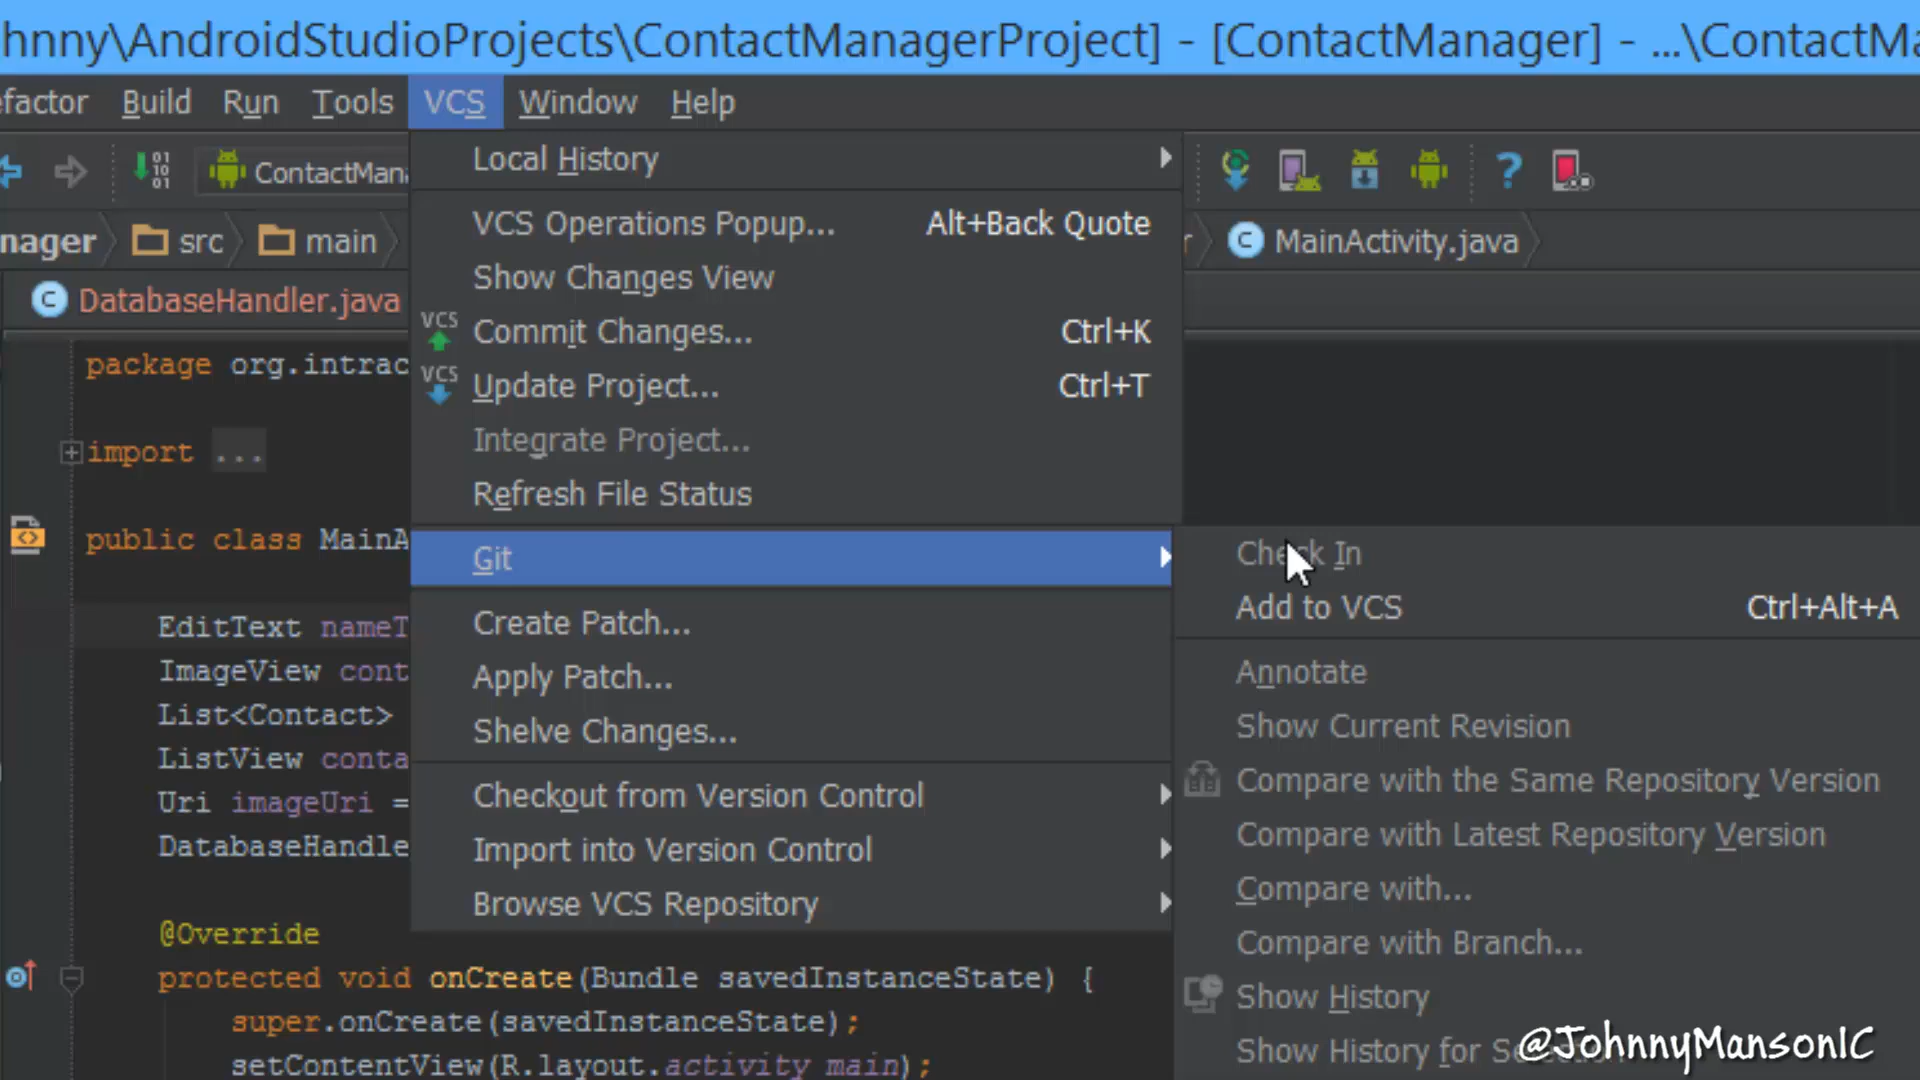 hnny\AndroidStudioProjects\ContactManagerProject] - [ContactManager] - ...\ContactMa
efactor Build Run Tools VCS Window Help
ContactMan
nager src main MainActivity.java
DatabaseHandler.java
Local History
VCS Operations Popup... Alt+Back Quote
Show Changes View
VCS Commit Changes... Ctrl+K
VCS Update Project... Ctrl+T
Integrate Project...
Refresh File Status
Git
Create Patch...
Apply Patch...
Shelve Changes...
Checkout from Version Control
Import into Version Control
Browse VCS Repository
Check In
Add to VCS Ctrl+Alt+A
Annotate
Show Current Revision
Compare with the Same Repository Version
Compare with Latest Repository Version
Compare with...
Compare with Branch...
Show History
Show History for Se
package org.intrac
import ...
public class MainA
EditText nameT
ImageView cont
List<Contact>
ListView conta
Uri imageUri =
DatabaseHandle
@Override
protected void onCreate(Bundle savedInstanceState) {
super.onCreate(savedInstanceState);
setContentView(R.layout.activity_main);
@JohnnyMansonIC